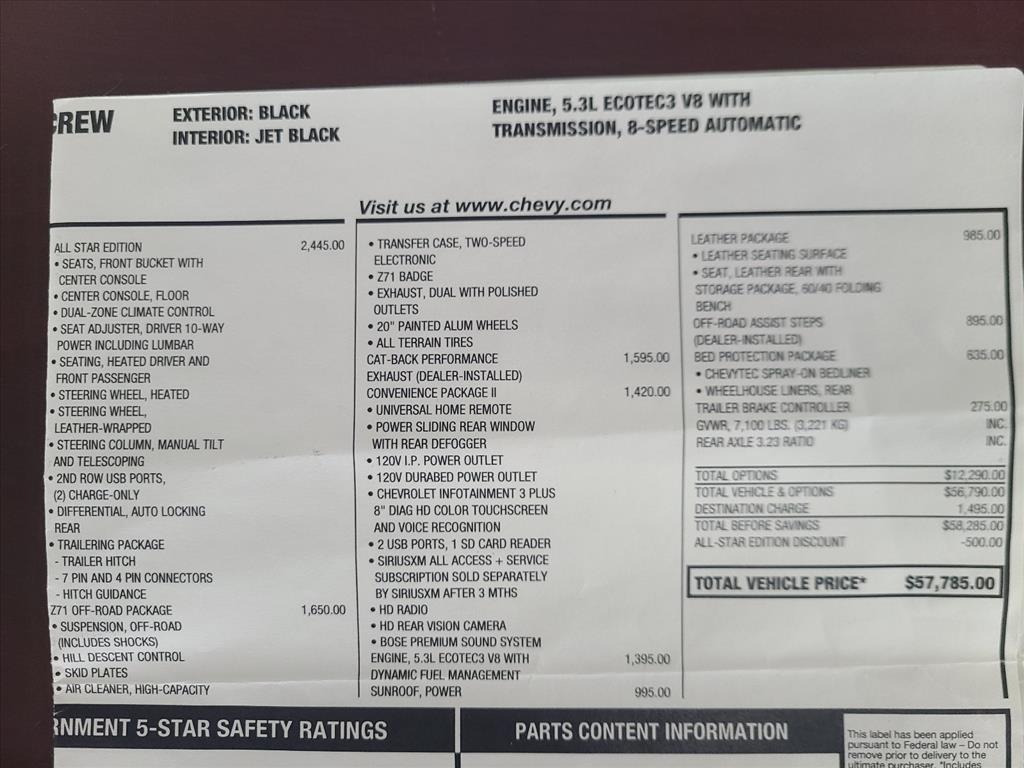 EXTERIOR: BLACK
INTERIOR: JET BLACK
ENGINE, 5.3L ECOTEC3 V8 WITH
TRANSMISSION, 8-SPEED AUTOMATIC
Visit us at www.chevy.com
ALL STAR EDITION 2,445.00
• SEATS, FRONT BUCKET WITH
CENTER CONSOLE
• CENTER CONSOLE, FLOOR
• DUAL-ZONE CLIMATE CONTROL
• SEAT ADJUSTER, DRIVER 10-WAY
POWER INCLUDING LUMBAR
• SEATING, HEATED DRIVER AND
FRONT PASSENGER
• STEERING WHEEL, HEATED
• STEERING WHEEL,
LEATHER-WRAPPED
• STEERING COLUMN, MANUAL TILT
AND TELESCOPING
• 2ND ROW USB PORTS,
(2) CHARGE-ONLY
• DIFFERENTIAL, AUTO LOCKING
REAR
• TRAILERING PACKAGE
- TRAILER HITCH
- 7 PIN AND 4 PIN CONNECTORS
- HITCH GUIDANCE
Z71 OFF-ROAD PACKAGE 1,650.00
• SUSPENSION, OFF-ROAD
(INCLUDES SHOCKS)
• HILL DESCENT CONTROL
• SKID PLATES
• AIR CLEANER, HIGH-CAPACITY
• TRANSFER CASE, TWO-SPEED
ELECTRONIC
• Z71 BADGE
• EXHAUST, DUAL WITH POLISHED
OUTLETS
• 20" PAINTED ALUM WHEELS
• ALL TERRAIN TIRES
CAT-BACK PERFORMANCE 1,595.00
EXHAUST (DEALER-INSTALLED)
CONVENIENCE PACKAGE II 1,420.00
• UNIVERSAL HOME REMOTE
• POWER SLIDING REAR WINDOW
WITH REAR DEFOGGER
• 120V I.P. POWER OUTLET
• 120V DURABED POWER OUTLET
• CHEVROLET INFOTAINMENT 3 PLUS
8" DIAG HD COLOR TOUCHSCREEN
AND VOICE RECOGNITION
• 2 USB PORTS, 1 SD CARD READER
• SIRIUSXM ALL ACCESS + SERVICE
SUBSCRIPTION SOLD SEPARATELY
BY SIRIUSXM AFTER 3 MTHS
• HD RADIO
• HD REAR VISION CAMERA
• BOSE PREMIUM SOUND SYSTEM
ENGINE, 5.3L ECOTEC3 V8 WITH 1,395.00
DYNAMIC FUEL MANAGEMENT
SUNROOF, POWER 995.00
LEATHER PACKAGE 985.00
• LEATHER SEATING SURFACE
• SEAT, LEATHER REAR WITH
STORAGE PACKAGE, 60/40 FOLDING
BENCH
OFF-ROAD ASSIST STEPS 895.00
(DEALER-INSTALLED)
BED PROTECTION PACKAGE 635.00
• CHEVYTEC SPRAY-ON BEDLINER
• WHEELHOUSE LINERS, REAR
TRAILER BRAKE CONTROLLER 275.00
GVWR, 7,100 LBS. (3,221 KG) INC.
REAR AXLE 3.23 RATIO INC.
TOTAL OPTIONS $12,290.00
TOTAL VEHICLE & OPTIONS $56,790.00
DESTINATION CHARGE 1,495.00
TOTAL BEFORE SAVINGS $58,285.00
ALL-STAR EDITION DISCOUNT -500.00
TOTAL VEHICLE PRICE* $57,785.00
5-STAR SAFETY RATINGS
PARTS CONTENT INFORMATION
This label has been applied
pursuant to Federal law – Do not
remove prior to delivery to the
ultimate purchaser. *Includes